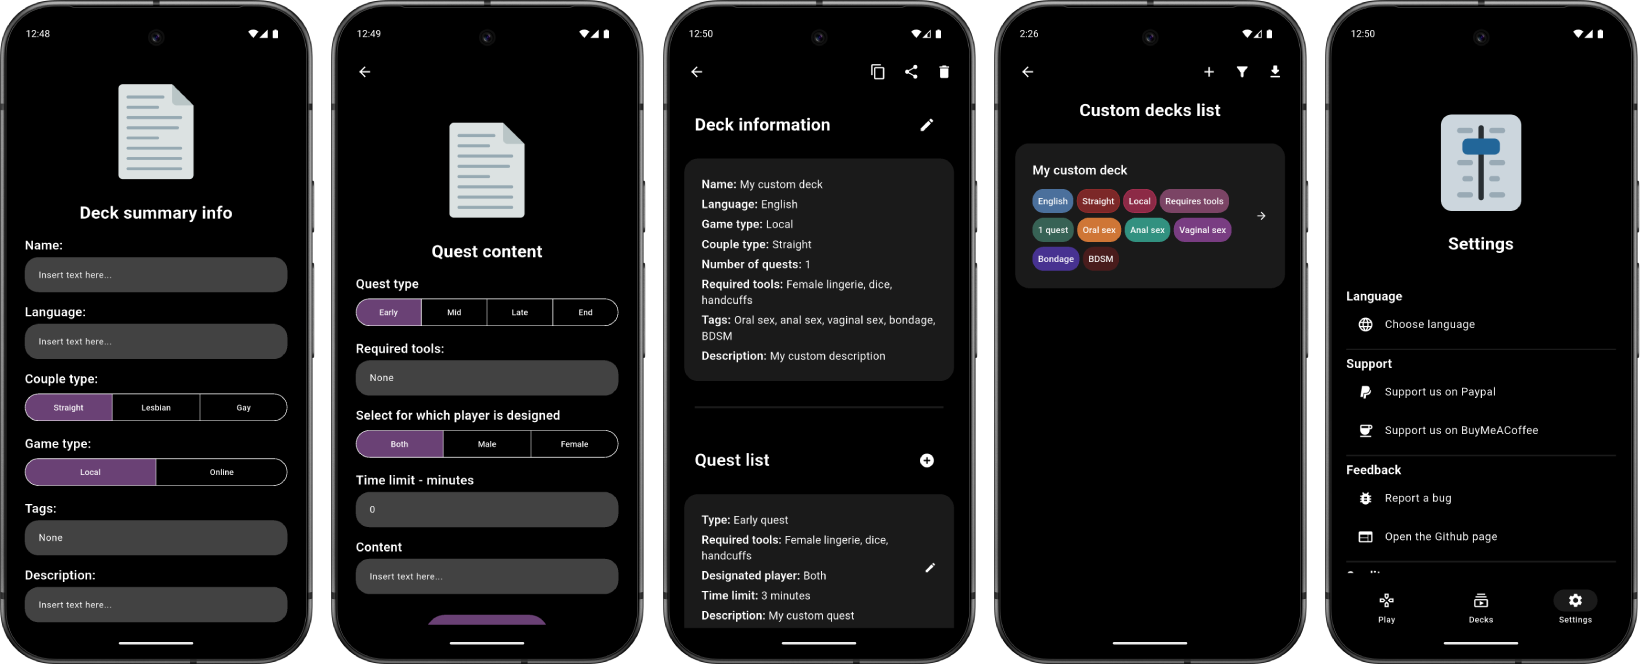 12:48
Deck summary info
Name:
Insert text here...
Language:
Insert text here...
Couple type:
Straight Lesbian Gay
Game type:
Local Online
Tags:
None
Description:
Insert text here...
12:49
Quest content
Quest type
Early Mid Late End
Required tools:
None
Select for which player is designed
Both Male Female
Time limit - minutes
0
Content
Insert text here...
12:50
Deck information
Name: My custom deck
Language: English
Game type: Local
Couple type: Straight
Number of quests: 1
Required tools: Female lingerie, dice,
handcuffs
Tags: Oral sex, anal sex, vaginal sex, bondage,
BDSM
Description: My custom description
Quest list
Type: Early quest
Required tools: Female lingerie, dice,
handcuffs
Designated player: Both
Time limit: 3 minutes
Description: My custom quest
2:26
Custom decks list
My custom deck
English Straight Local Requires tools
1 quest Oral sex Anal sex Vaginal sex
Bondage BDSM
12:50
Settings
Language
Choose language
Support
Support us on Paypal
Support us on BuyMeACoffee
Feedback
Report a bug
Open the Github page
Play Decks Settings